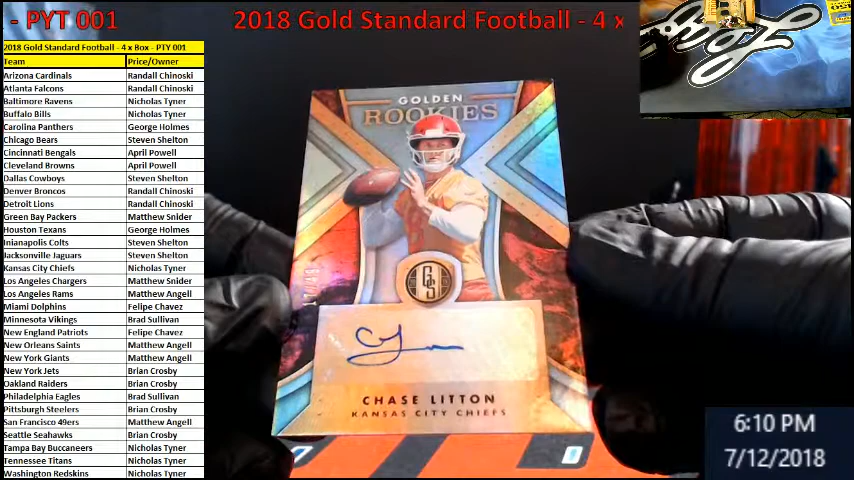 - PYT 001
2018 Gold Standard Football - 4 x
2018 Gold Standard Football - 4 x Box - PTY 001
Team Price/Owner
Arizona Cardinals Randall Chinoski
Atlanta Falcons Randall Chinoski
Baltimore Ravens Nicholas Tyner
Buffalo Bills Nicholas Tyner
Carolina Panthers George Holmes
Chicago Bears Steven Shelton
Cincinnati Bengals April Powell
Cleveland Browns April Powell
Dallas Cowboys Steven Shelton
Denver Broncos Randall Chinoski
Detroit Lions Randall Chinoski
Green Bay Packers Matthew Snider
Houston Texans George Holmes
Inianapolis Colts Steven Shelton
Jacksonville Jaguars Steven Shelton
Kansas City Chiefs Nicholas Tyner
Los Angeles Chargers Matthew Snider
Los Angeles Rams Matthew Angell
Miami Dolphins Felipe Chavez
Minnesota Vikings Brad Sullivan
New England Patriots Felipe Chavez
New Orleans Saints Matthew Angell
New York Giants Matthew Angell
New York Jets Brian Crosby
Oakland Raiders Brian Crosby
Philadelphia Eagles Brad Sullivan
Pittsburgh Steelers Brian Crosby
San Francisco 49ers Matthew Angell
Seattle Seahawks Brian Crosby
Tampa Bay Buccaneers Nicholas Tyner
Tennessee Titans Nicholas Tyner
Washington Redskins Nicholas Tyner
GOLDEN
ROOKIES
GS
CHASE LITTON
KANSAS CITY CHIEFS
6:10 PM
7/12/2018